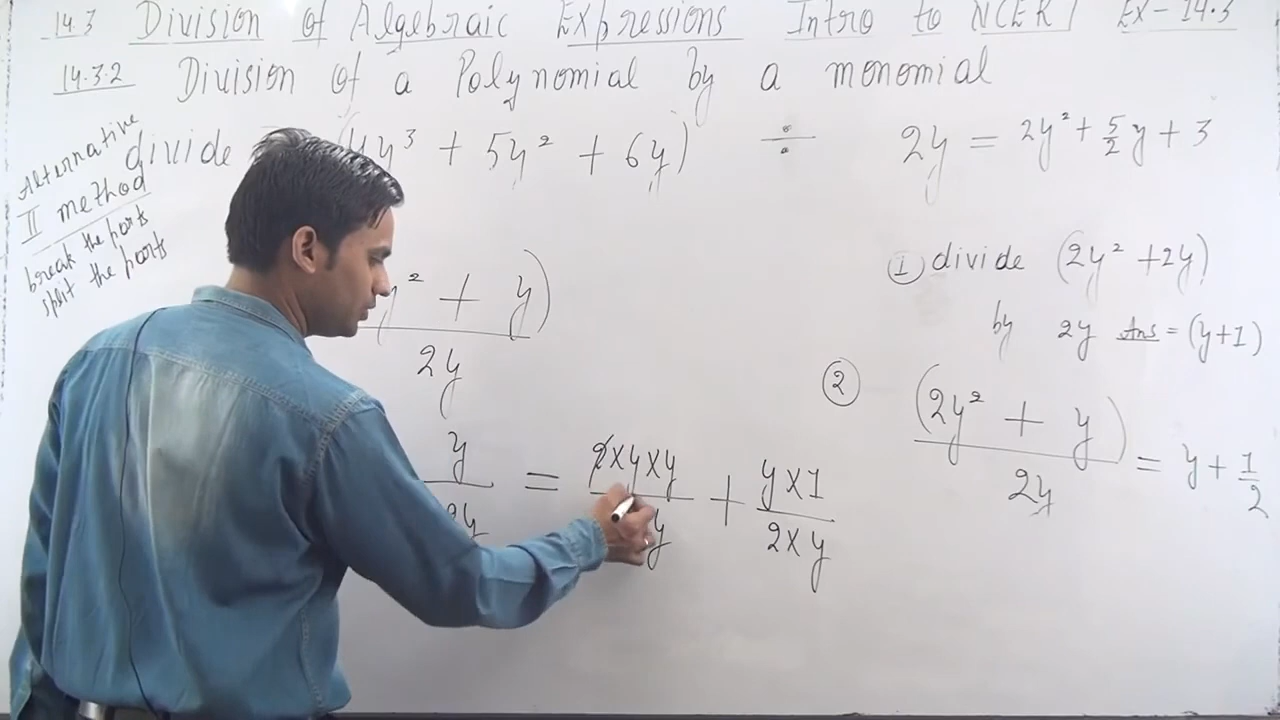 14.3 Division of Algebraic Expressions Intro to NCERT Ex-14.3
14.3.2 Division of a Polynomial by a monomial
Alternative
II method
break the parts
split the parts
divide (4y³ + 5y² + 6y) ÷ 2y = 2y² + 5/2 y + 3
y² + y)
2y
y/2y = 2×y×y/y + y×1/2×y
① divide (2y² + 2y)
by 2y Ans = (y+1)
② (2y² + y)/2y = y + 1/2